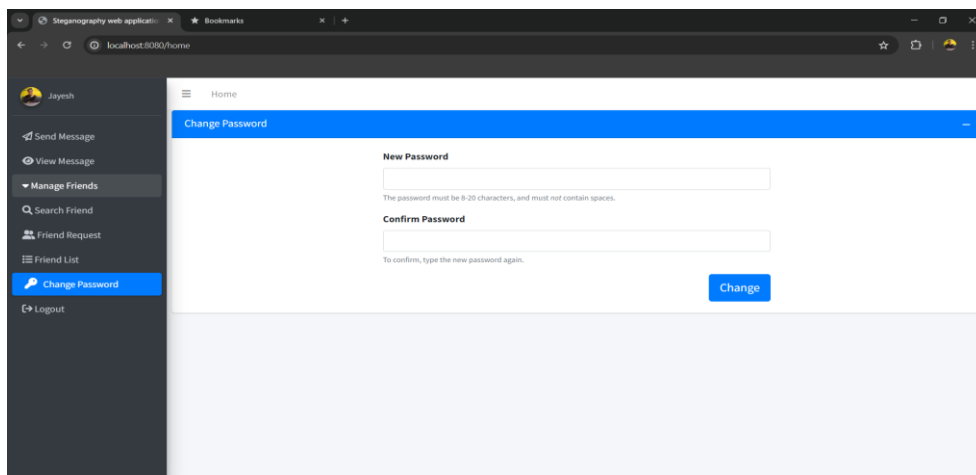 Steganography web applicatio
Bookmarks
localhost:8080/home
Jayesh
Home
Send Message
View Message
Manage Friends
Search Friend
Friend Request
Friend List
Change Password
Logout
Change Password
New Password
The password must be 8-20 characters, and must not contain spaces.
Confirm Password
To confirm, type the new password again.
Change